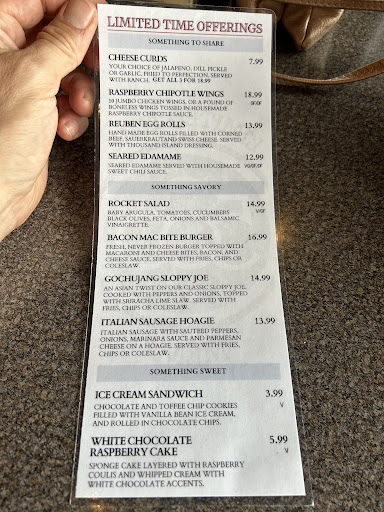 LIMITED TIME OFFERINGS
SOMETHING TO SHARE
CHEESE CURDS 7.99
YOUR CHOICE OF JALAPENO, DILL PICKLE
OR GARLIC, FRIED TO PERFECTION, SERVED
WITH RANCH. GET ALL 3 FOR 18.99
RASPBERRY CHIPOTLE WINGS 18.99
10 JUMBO CHICKEN WINGS, OR A POUND OF GF/DF
BONELESS WINGS TOSSED IN HOUSEMADE
RASPBERRY CHIPOTLE SAUCE.
REUBEN EGG ROLLS 13.99
HAND MADE EGG ROLLS FILLED WITH CORNED
BEEF, SAUERKRAUT AND SWISS CHEESE. SERVED
WITH THOUSAND ISLAND DRESSING.
SEARED EDAMAME 12.99
SEARED EDAMAME SERVED WITH HOUSEMADE VG/GF/DF
SWEET CHILI SAUCE.
SOMETHING SAVORY
ROCKET SALAD 14.99
BABY ARUGULA, TOMATOES, CUCUMBERS V/GF
BLACK OLIVES, FETA, ONIONS AND BALSAMIC
VINAIGRETTE.
BACON MAC BITE BURGER 16.99
FRESH, NEVER FROZEN BURGER TOPPED WITH
MACARONI AND CHEESE BITES, BACON, AND
CHEESE SAUCE. SERVED WITH FRIES, CHIPS OR
COLESLAW.
GOCHUJANG SLOPPY JOE 14.99
AN ASIAN TWIST ON OUR CLASSIC SLOPPY JOE.
COOKED WITH PEPPERS AND ONIONS, TOPPED
WITH SRIRACHA LIME SLAW. SERVED WITH
FRIES, CHIPS OR COLESLAW.
ITALIAN SAUSAGE HOAGIE 13.99
ITALIAN SAUSAGE WITH SAUTEED PEPPERS,
ONIONS, MARINARA SAUCE AND PARMESAN
CHEESE ON A HOAGIE. SERVED WITH FRIES,
CHIPS OR COLESLAW.
SOMETHING SWEET
ICE CREAM SANDWICH 3.99
CHOCOLATE AND TOFFEE CHIP COOKIES V
FILLED WITH VANILLA BEAN ICE CREAM,
AND ROLLED IN CHOCOLATE CHIPS.
WHITE CHOCOLATE 5.99
RASPBERRY CAKE V
SPONGE CAKE LAYERED WITH RASPBERRY
COULIS AND WHIPPED CREAM WITH
WHITE CHOCOLATE ACCENTS.